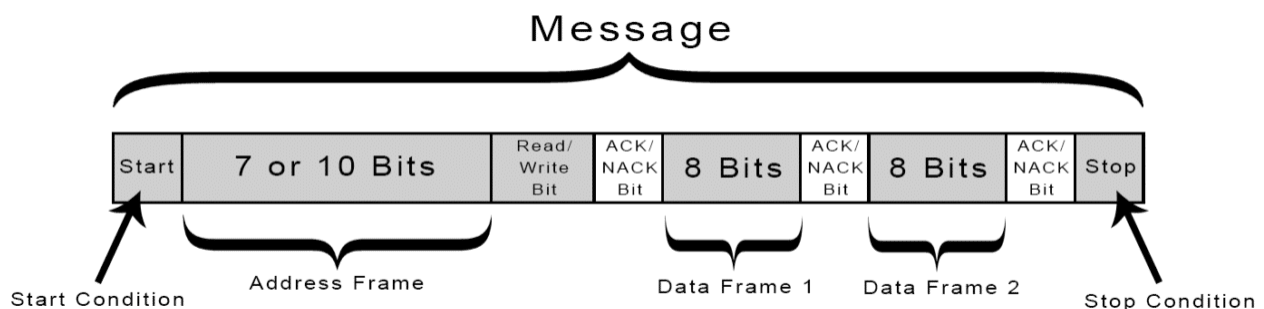 Message
Start
7 or 10 Bits
Read/
Write
Bit
ACK/
NACK
Bit
8 Bits
ACK/
NACK
Bit
8 Bits
ACK/
NACK
Bit
Stop
Start Condition
Address Frame
Data Frame 1
Data Frame 2
Stop Condition